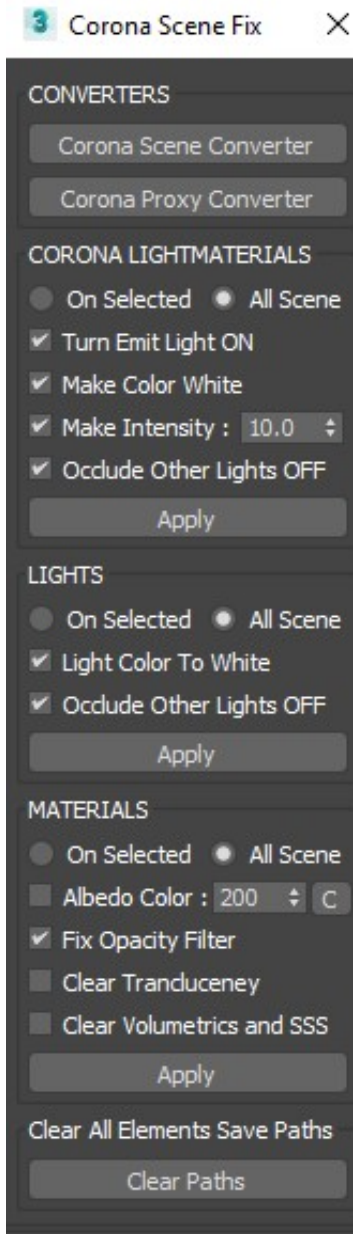 3 Corona Scene Fix
CONVERTERS
Corona Scene Converter
Corona Proxy Converter
CORONA LIGHTMATERIALS
On Selected All Scene
Turn Emit Light ON
Make Color White
Make Intensity : 10.0
Occlude Other Lights OFF
Apply
LIGHTS
On Selected All Scene
Light Color To White
Occlude Other Lights OFF
Apply
MATERIALS
On Selected All Scene
Albedo Color : 200 C
Fix Opacity Filter
Clear Tranduceney
Clear Volumetrics and SSS
Apply
Clear All Elements Save Paths
Clear Paths